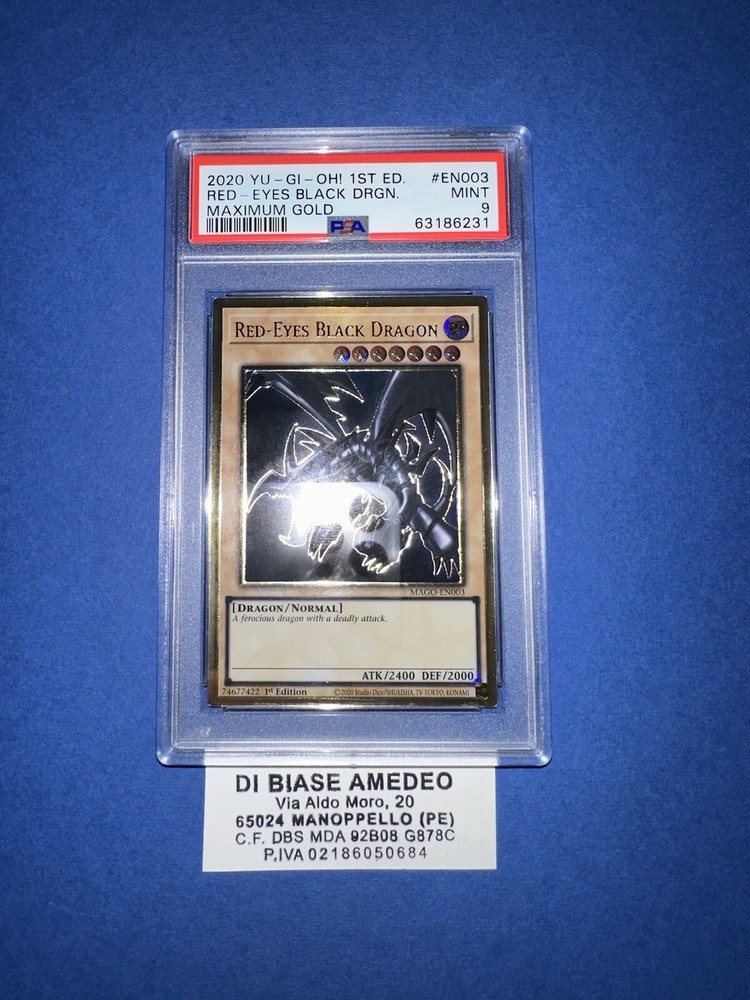 2020 YU-GI-OH! 1ST ED. #EN003
RED-EYES BLACK DRGN. MINT
MAXIMUM GOLD 9
PSA 63186231
RED-EYES BLACK DRAGON
MAGO-EN003
[DRAGON/NORMAL]
A ferocious dragon with a deadly attack.
ATK/2400 DEF/2000
74677422 1st Edition ©2020 Studio Dice/SHUEISHA, TV TOKYO, KONAMI
DI BIASE AMEDEO
Via Aldo Moro, 20
65024 MANOPPELLO (PE)
C.F. DBS MDA 92B08 G878C
P.IVA 02186050684